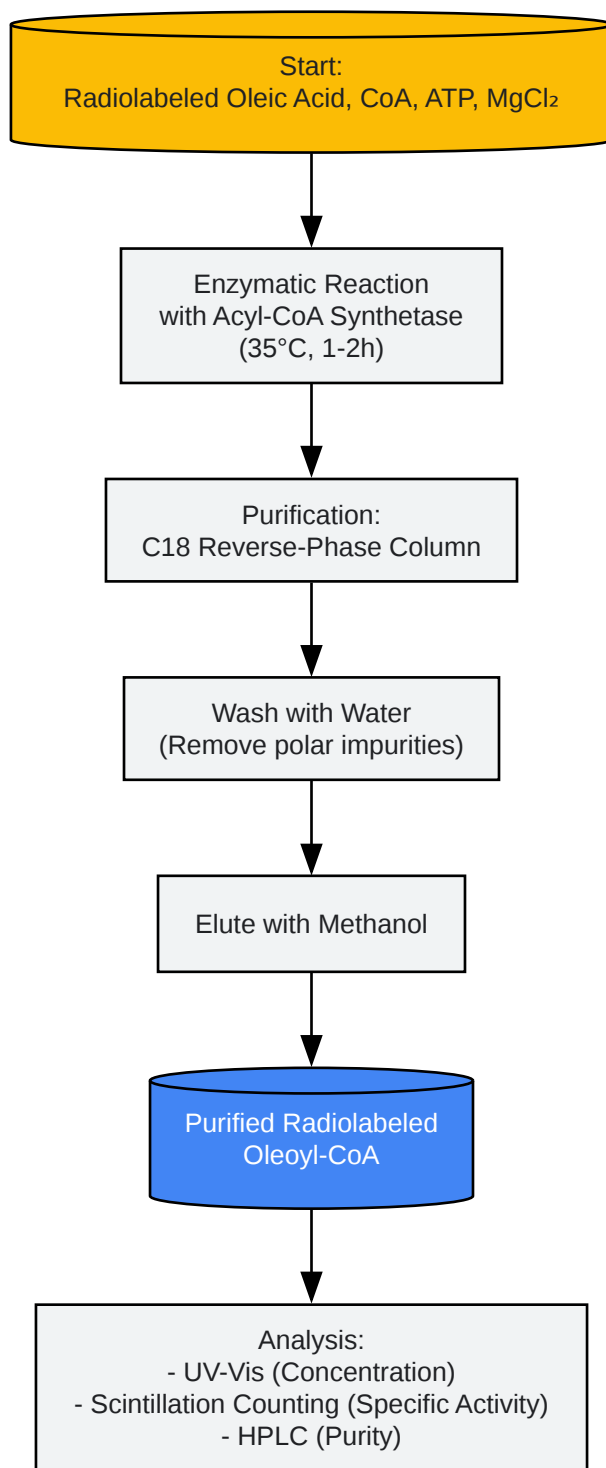 Start:
Radiolabeled Oleic Acid, CoA, ATP, MgCl₂
Enzymatic Reaction
with Acyl-CoA Synthetase
(35°C, 1-2h)
Purification:
C18 Reverse-Phase Column
Wash with Water
(Remove polar impurities)
Elute with Methanol
Purified Radiolabeled
Oleoyl-CoA
Analysis:
- UV-Vis (Concentration)
- Scintillation Counting (Specific Activity)
- HPLC (Purity)